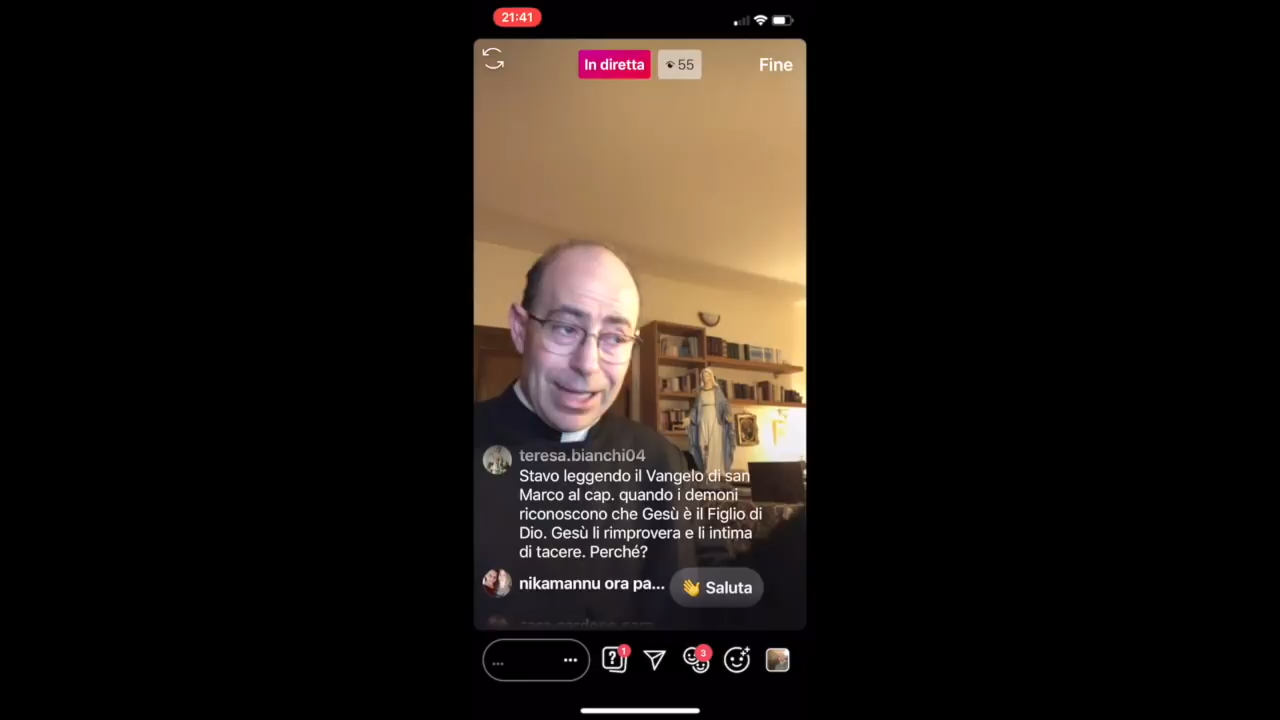 21:41
In diretta
55
Fine
teresa.bianchi04
Stavo leggendo il Vangelo di san
Marco al cap. quando i demoni
riconoscono che Gesù è il Figlio di
Dio. Gesù li rimprovera e li intima
di tacere. Perché?
nikamannu ora pa...
👋 Saluta
...
1
3